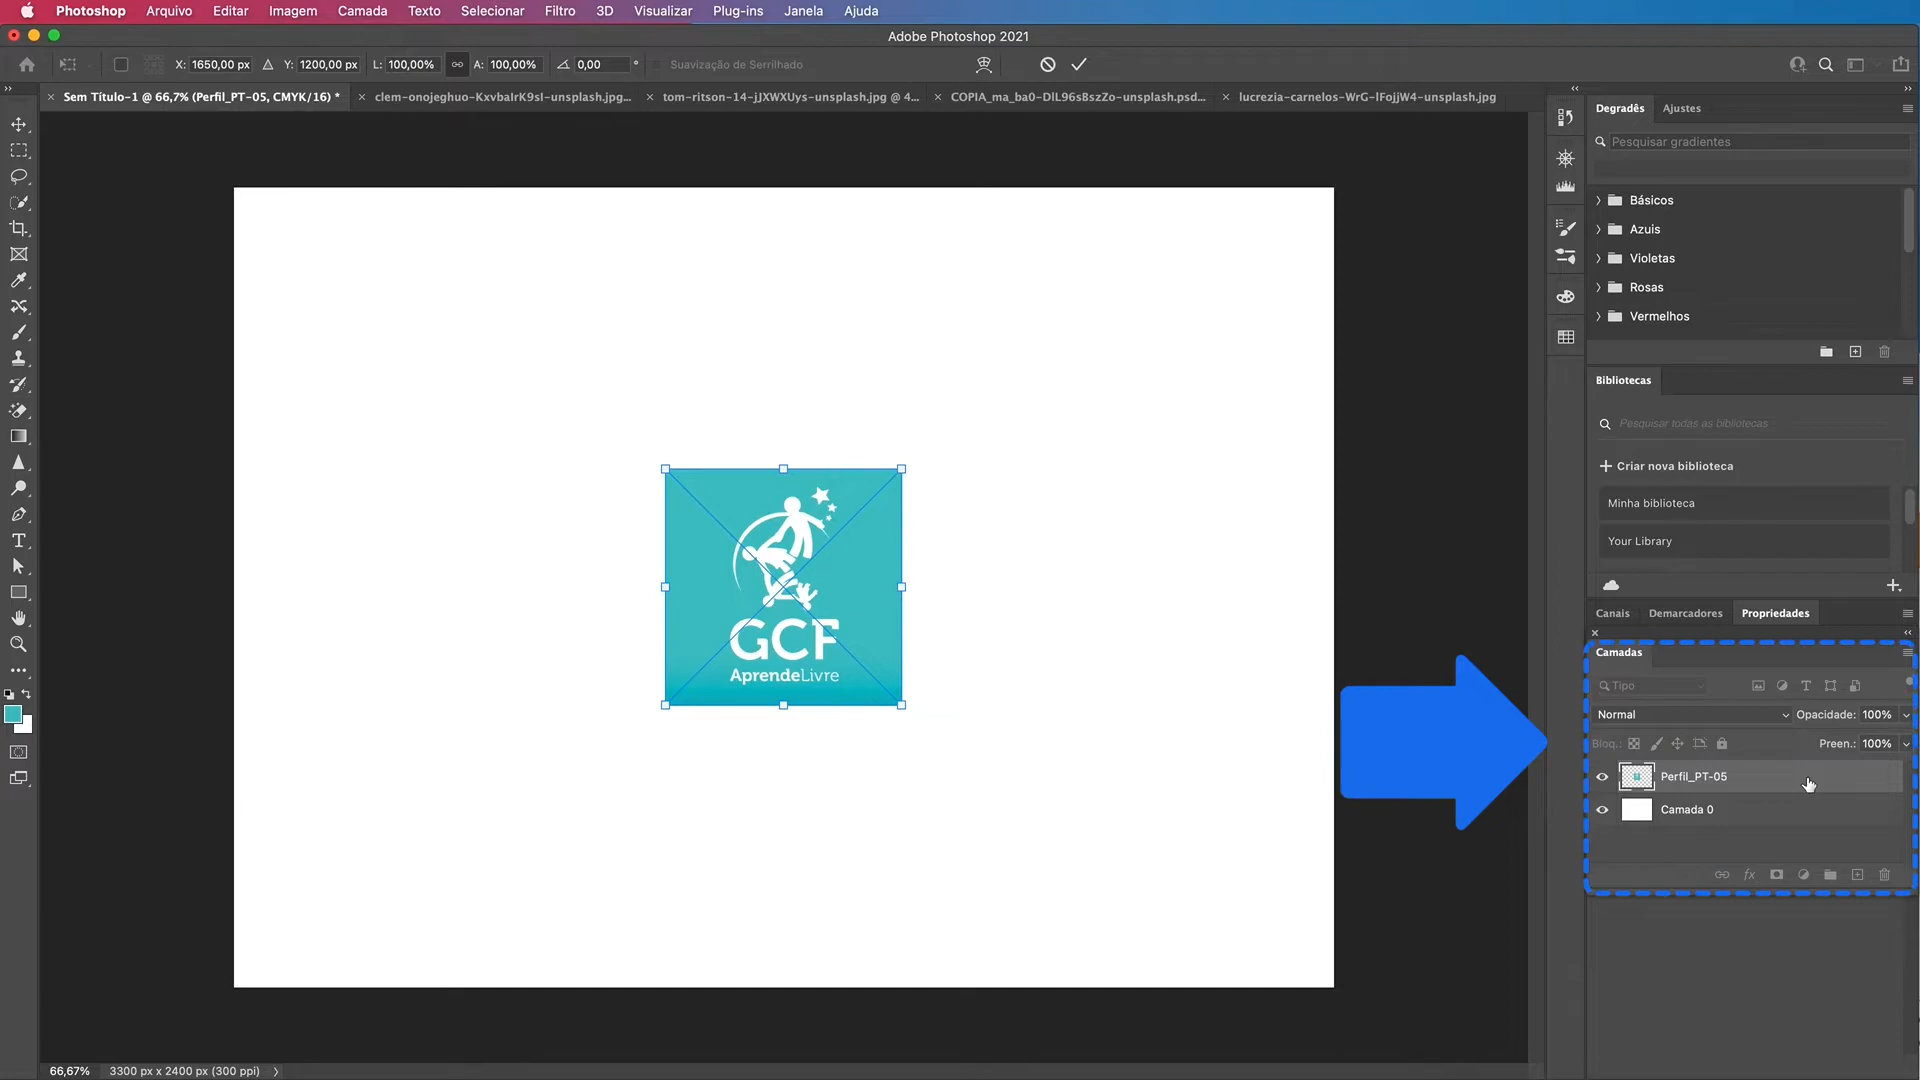 Photoshop Arquivo Editar Imagem Camada Texto Selecionar Filtro 3D Visualizar Plug-ins Janela Ajuda
Adobe Photoshop 2021
X: 1650,00 px Y: 1200,00 px L: 100,00% A: 100,00% 0,00 ° Suavização de Serrilhado
Sem Título-1 @ 66,7% (Perfil_PT-05, CMYK/16) * clem-onojeghuo-KxvbaIrK9sI-unsplash.jpg... tom-ritson-14-jJXWXUys-unsplash.jpg @ 4... COPIA_ma_ba0-DlL96sBszZo-unsplash.psd... lucrezia-carnelos-WrG-lFojjW4-unsplash.jpg
Degradês Ajustes
Pesquisar gradientes
Básicos
Azuis
Violetas
Rosas
Vermelhos
Bibliotecas
Pesquisar todas as bibliotecas
Criar nova biblioteca
Minha biblioteca
Your Library
Canais Demarcadores Propriedades
Camadas
Tipo
Normal Opacidade: 100%
Bloq.: Preen.: 100%
Perfil_PT-05
Camada 0
fx
GCF
AprendeLivre
66,67% 3300 px x 2400 px (300 ppi)